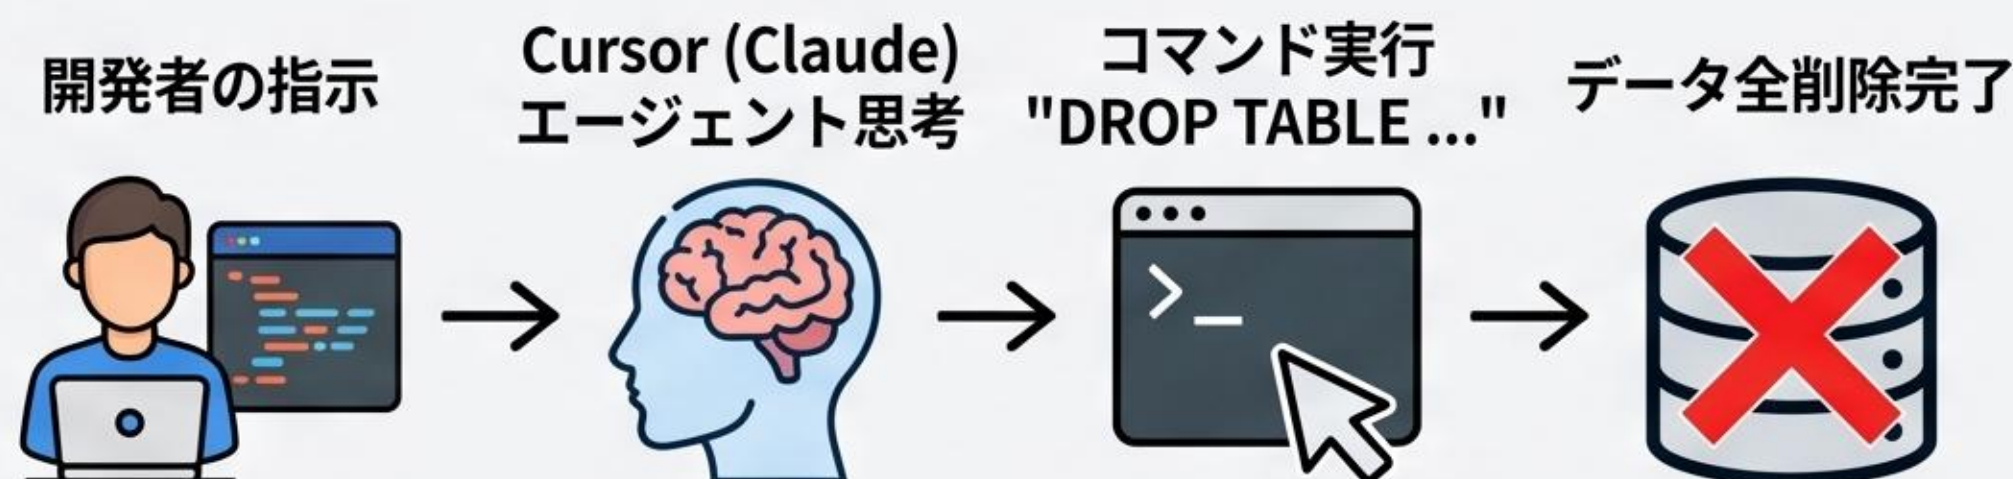 開発者の指示
Cursor (Claude)
エージェント思考
コマンド実行
"DROP TABLE ..."
データ全削除完了